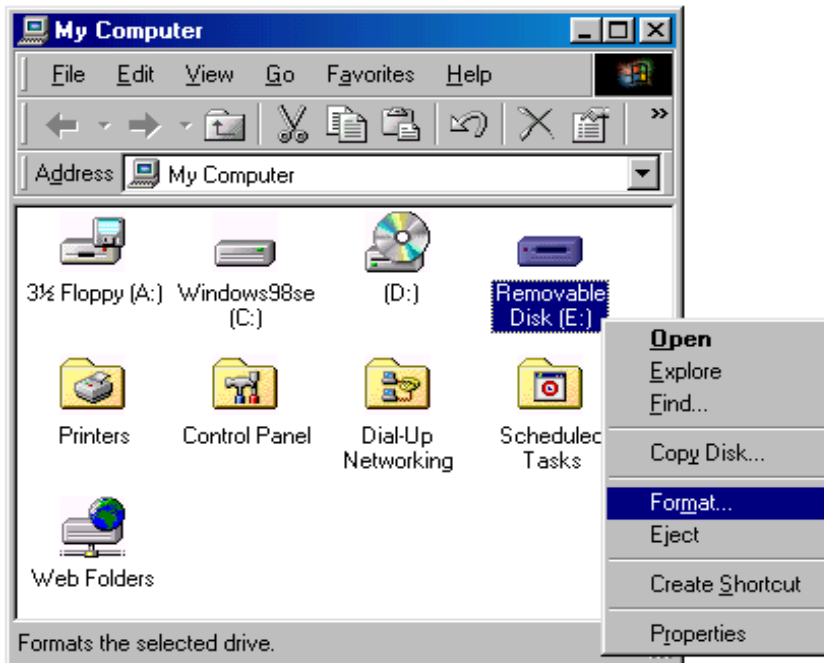 My Computer
File Edit View Go Favorites Help
»
Address My Computer
3½ Floppy (A:) Windows98se (C:) (D:) Removable Disk (E:)
Printers Control Panel Dial-Up Networking Scheduled Tasks
Web Folders
Open
Explore
Find...
Copy Disk...
Format...
Eject
Create Shortcut
Properties
Formats the selected drive.